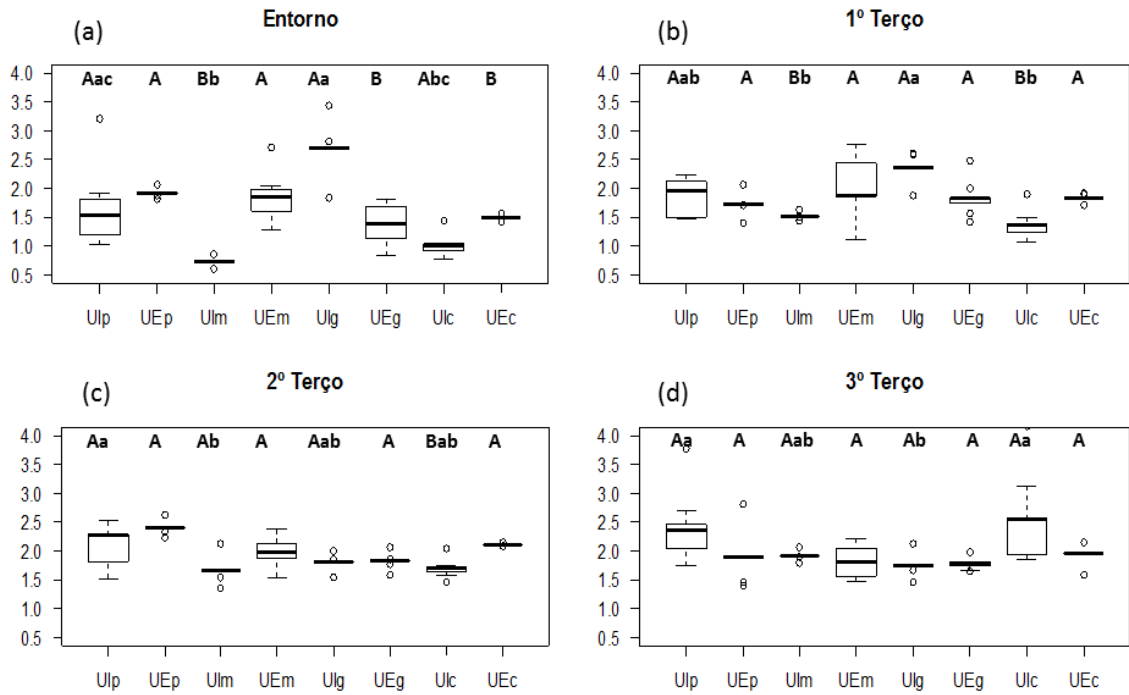 (a) Entorno
Aac A Bb A Aa B Abc B
4.0
3.5
3.0
2.5
2.0
1.5
1.0
0.5
UIp UEp UIm UEm UIg UEg UIc UEc
(b) 1º Terço
Aab A Bb A Aa A Bb A
4.0
3.5
3.0
2.5
2.0
1.5
1.0
0.5
UIp UEp UIm UEm UIg UEg UIc UEc
(c) 2º Terço
Aa A Ab A Aab A Bab A
4.0
3.5
3.0
2.5
2.0
1.5
1.0
0.5
UIp UEp UIm UEm UIg UEg UIc UEc
(d) 3º Terço
Aa A Aab A Ab A Aa A
4.0
3.5
3.0
2.5
2.0
1.5
1.0
0.5
UIp UEp UIm UEm UIg UEg UIc UEc